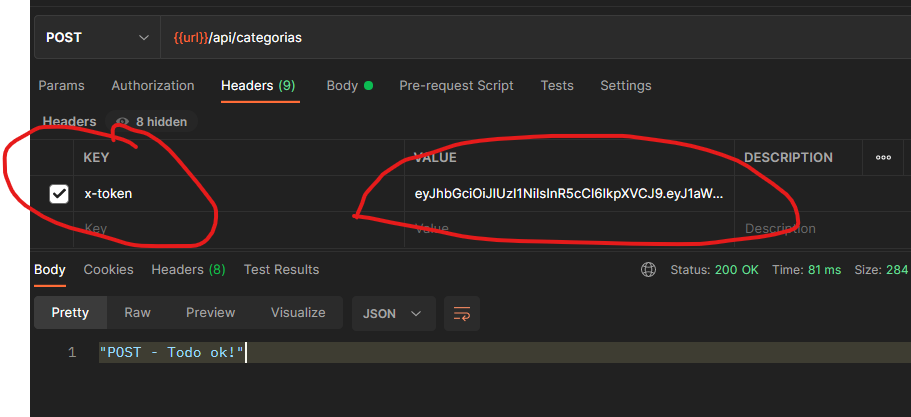 POST {{url}}/api/categorias
Params Authorization Headers (9) Body Pre-request Script Tests Settings
Headers 8 hidden
KEY VALUE DESCRIPTION
x-token eyJhbGciOiJIUzI1NiIsInR5cCI6IkpXVCJ9.eyJ1aW...
Key Value Description
Body Cookies Headers (8) Test Results Status: 200 OK Time: 81 ms Size: 284
Pretty Raw Preview Visualize JSON
1 "POST - Todo ok!"